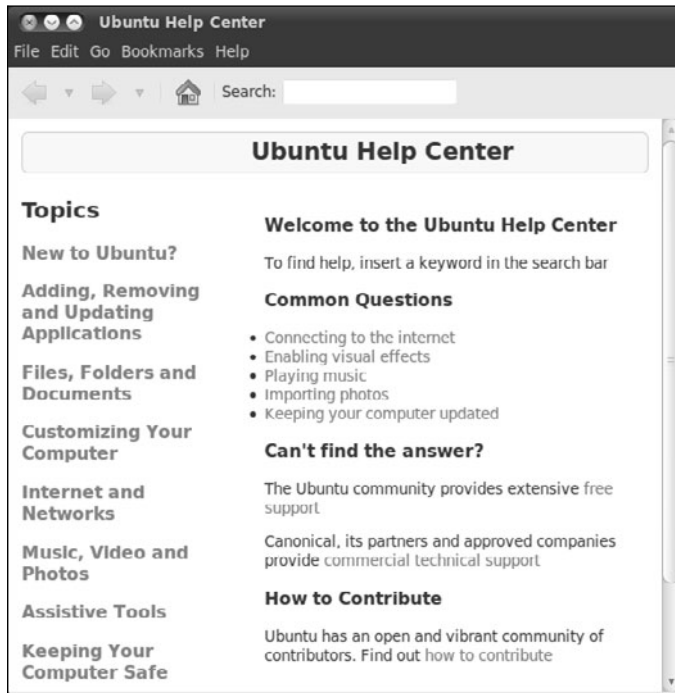 Ubuntu Help Center
File Edit Go Bookmarks Help
Search:
Ubuntu Help Center
Topics
New to Ubuntu?
Adding, Removing
and Updating
Applications
Files, Folders and
Documents
Customizing Your
Computer
Internet and
Networks
Music, Video and
Photos
Assistive Tools
Keeping Your
Computer Safe
Welcome to the Ubuntu Help Center
To find help, insert a keyword in the search bar
Common Questions
• Connecting to the internet
• Enabling visual effects
• Playing music
• Importing photos
• Keeping your computer updated
Can't find the answer?
The Ubuntu community provides extensive free
support
Canonical, its partners and approved companies
provide commercial technical support
How to Contribute
Ubuntu has an open and vibrant community of
contributors. Find out how to contribute